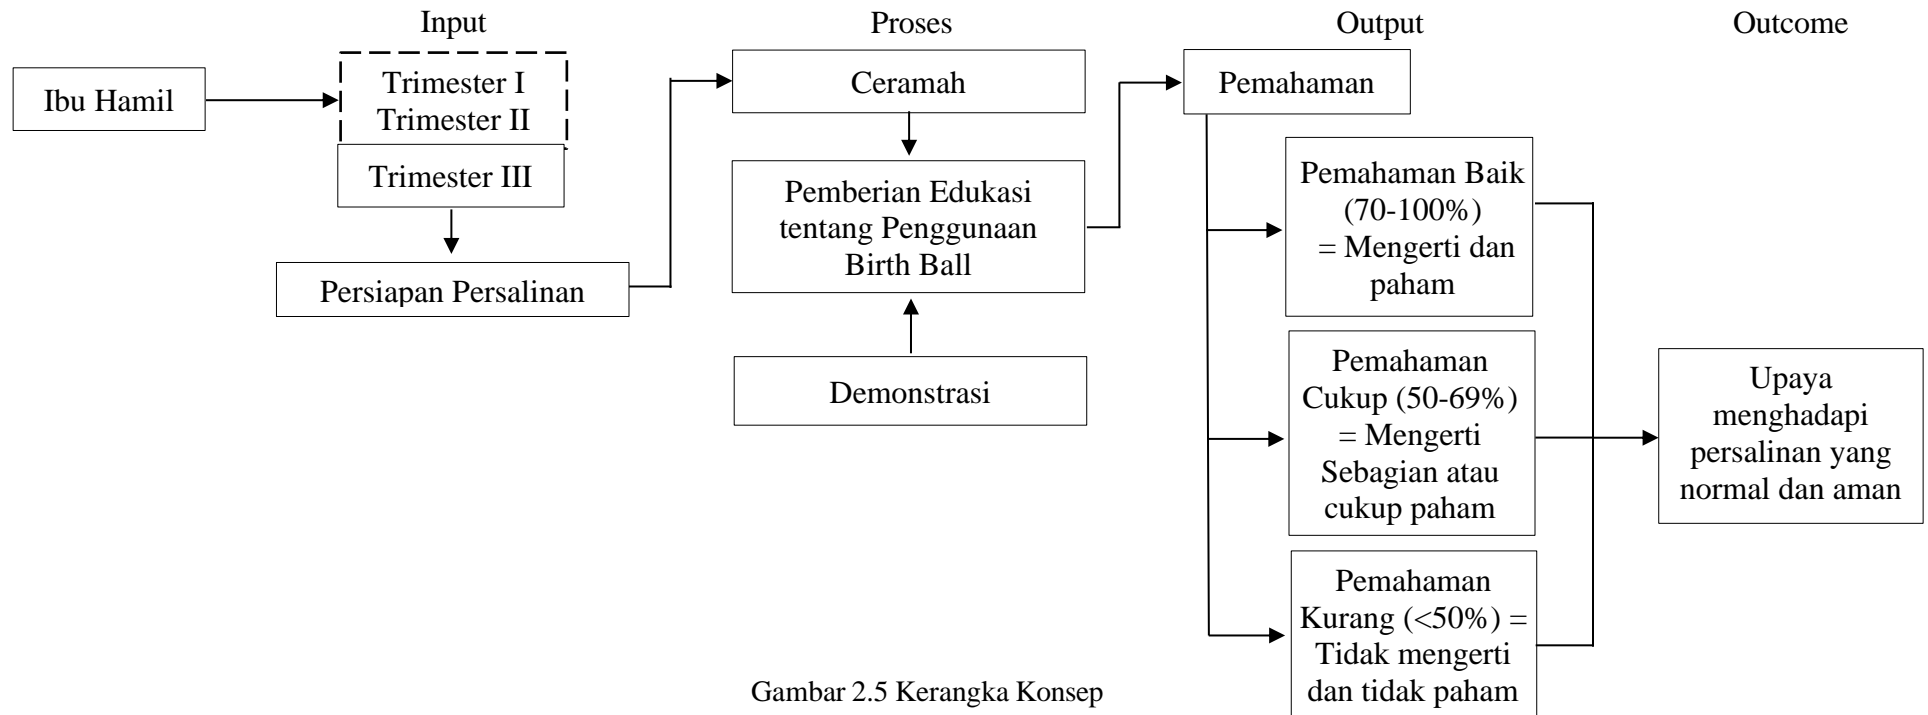 Input
Proses
Output
Outcome
Ibu Hamil
Trimester I
Trimester II
Trimester III
Persiapan Persalinan
Ceramah
Pemberian Edukasi
tentang Penggunaan
Birth Ball
Demonstrasi
Pemahaman
Pemahaman Baik
(70-100%)
= Mengerti dan
paham
Pemahaman
Cukup (50-69%)
= Mengerti
Sebagian atau
cukup paham
Pemahaman
Kurang (<50%) =
Tidak mengerti
dan tidak paham
Upaya
menghadapi
persalinan yang
normal dan aman
Gambar 2.5 Kerangka Konsep